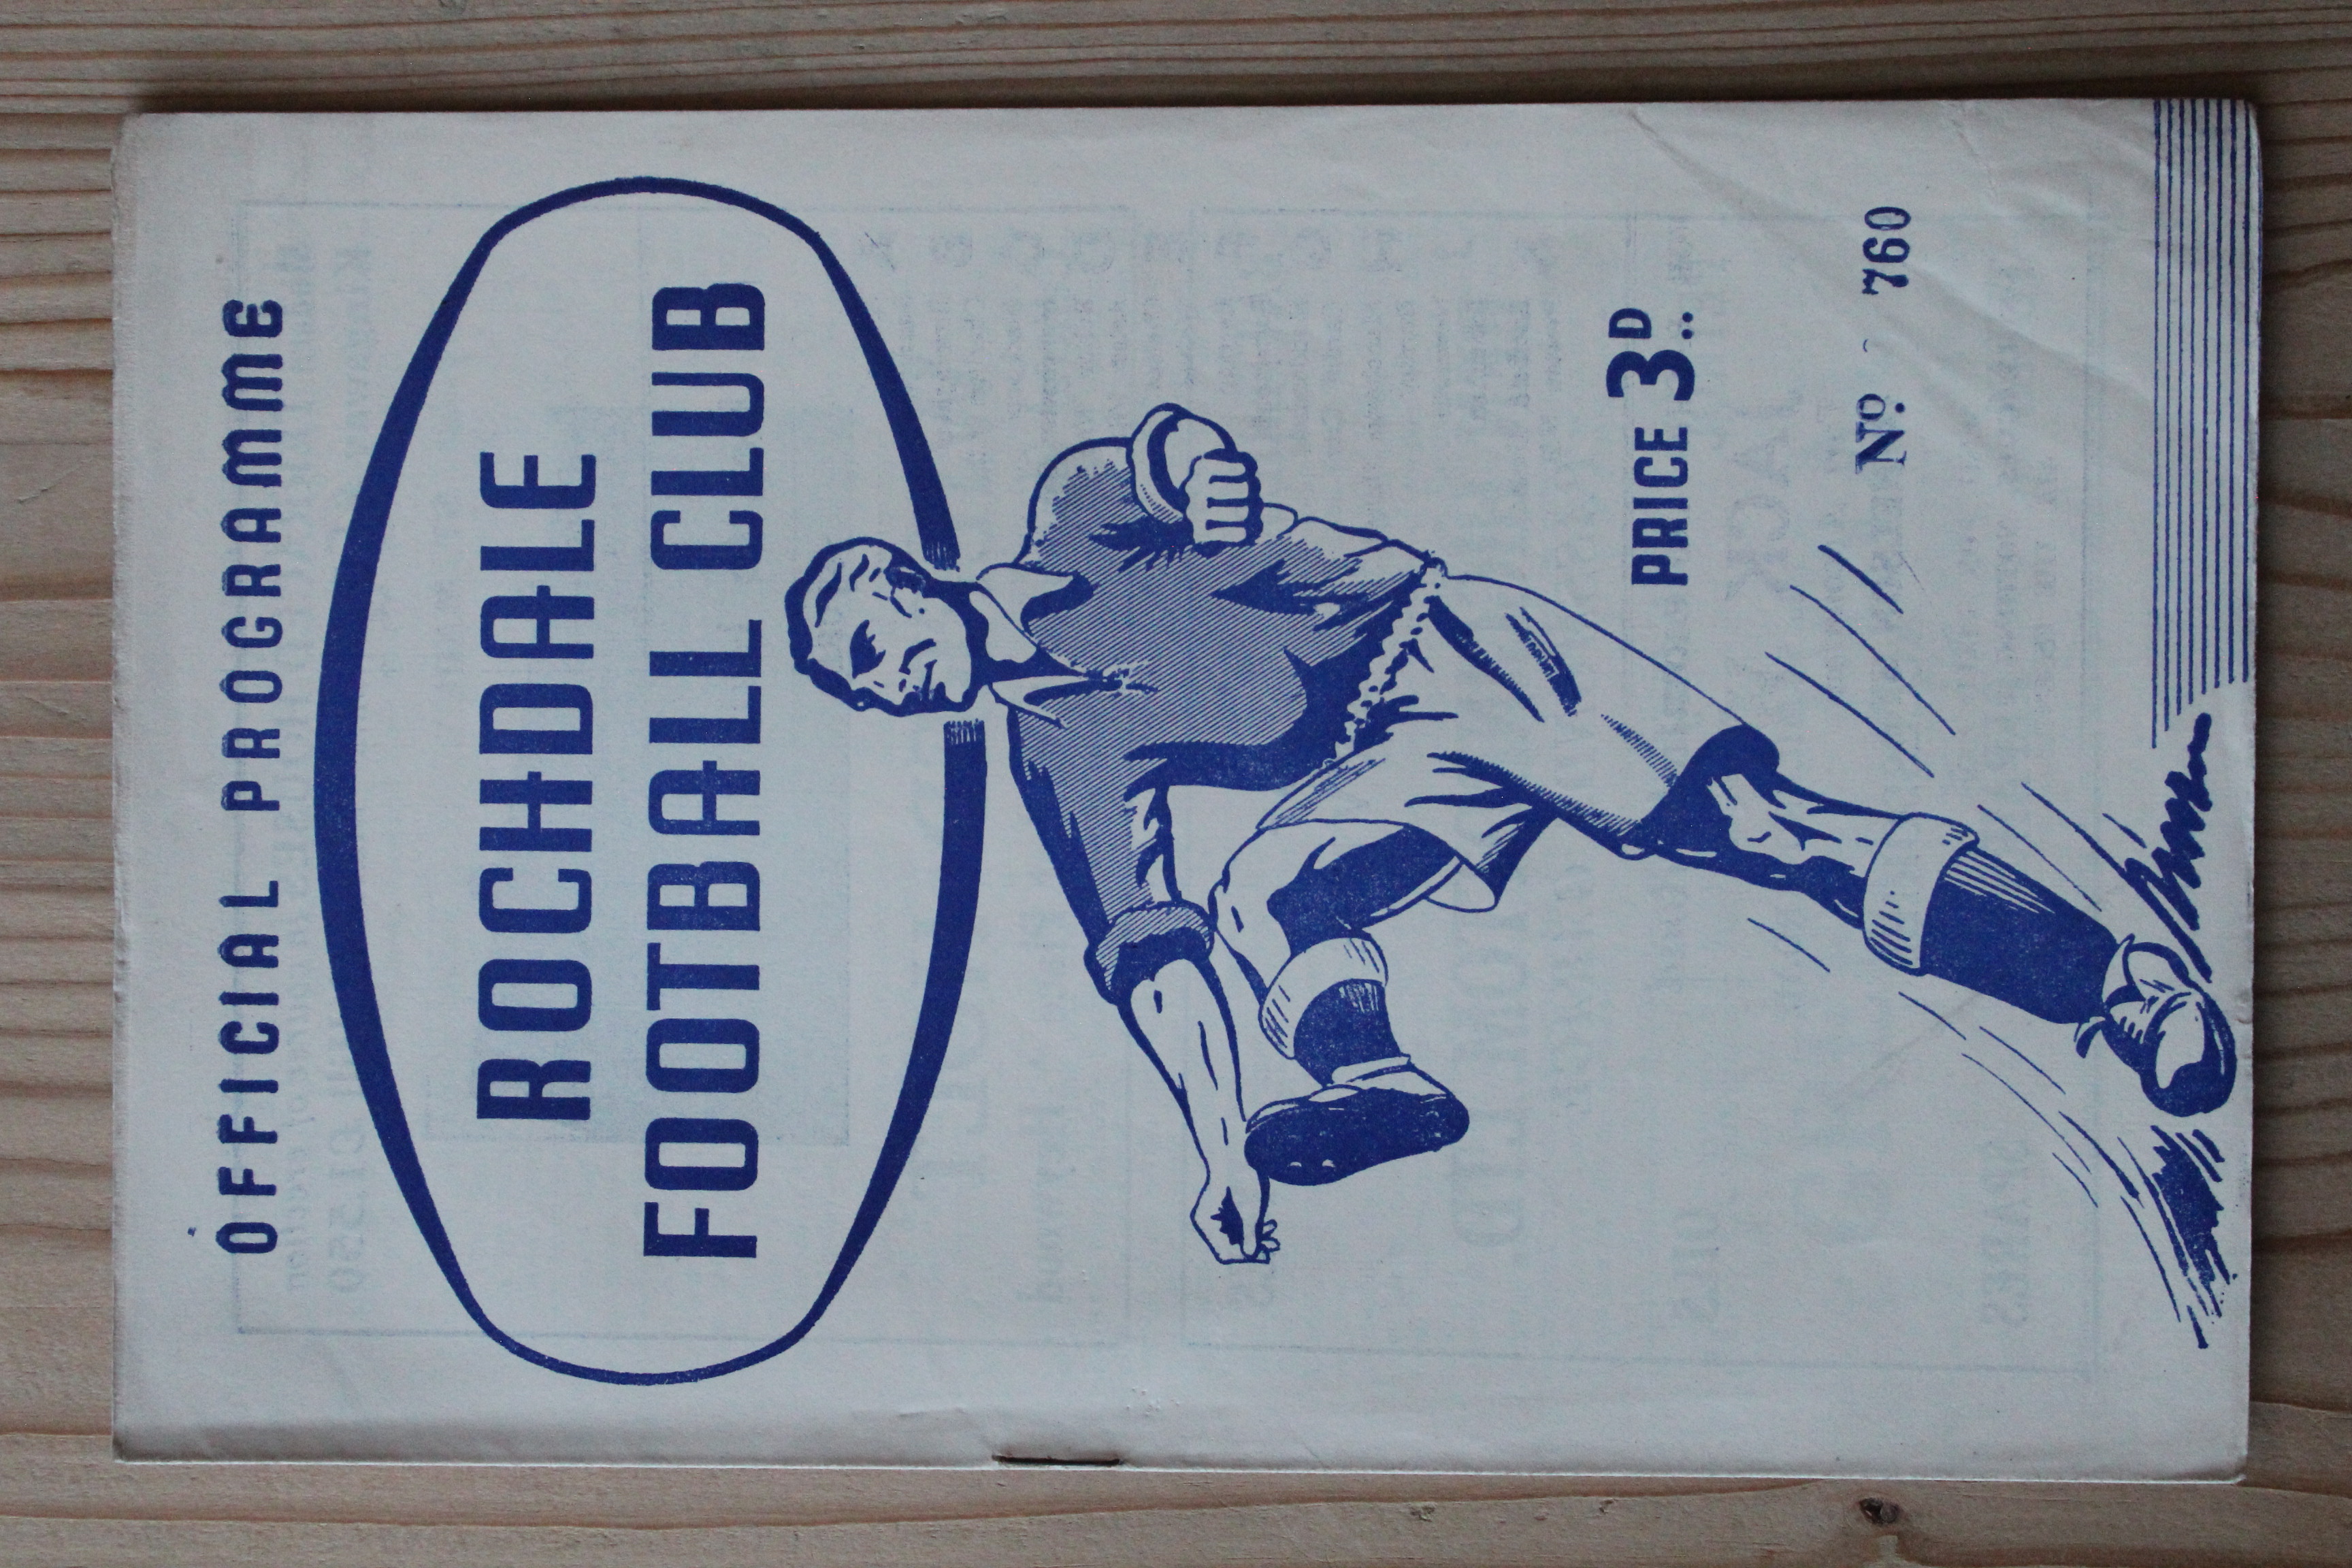 OFFICIAL PROGRAMME
ROCHDALE
FOOTBALL CLUB
PRICE 3D..
No. 760